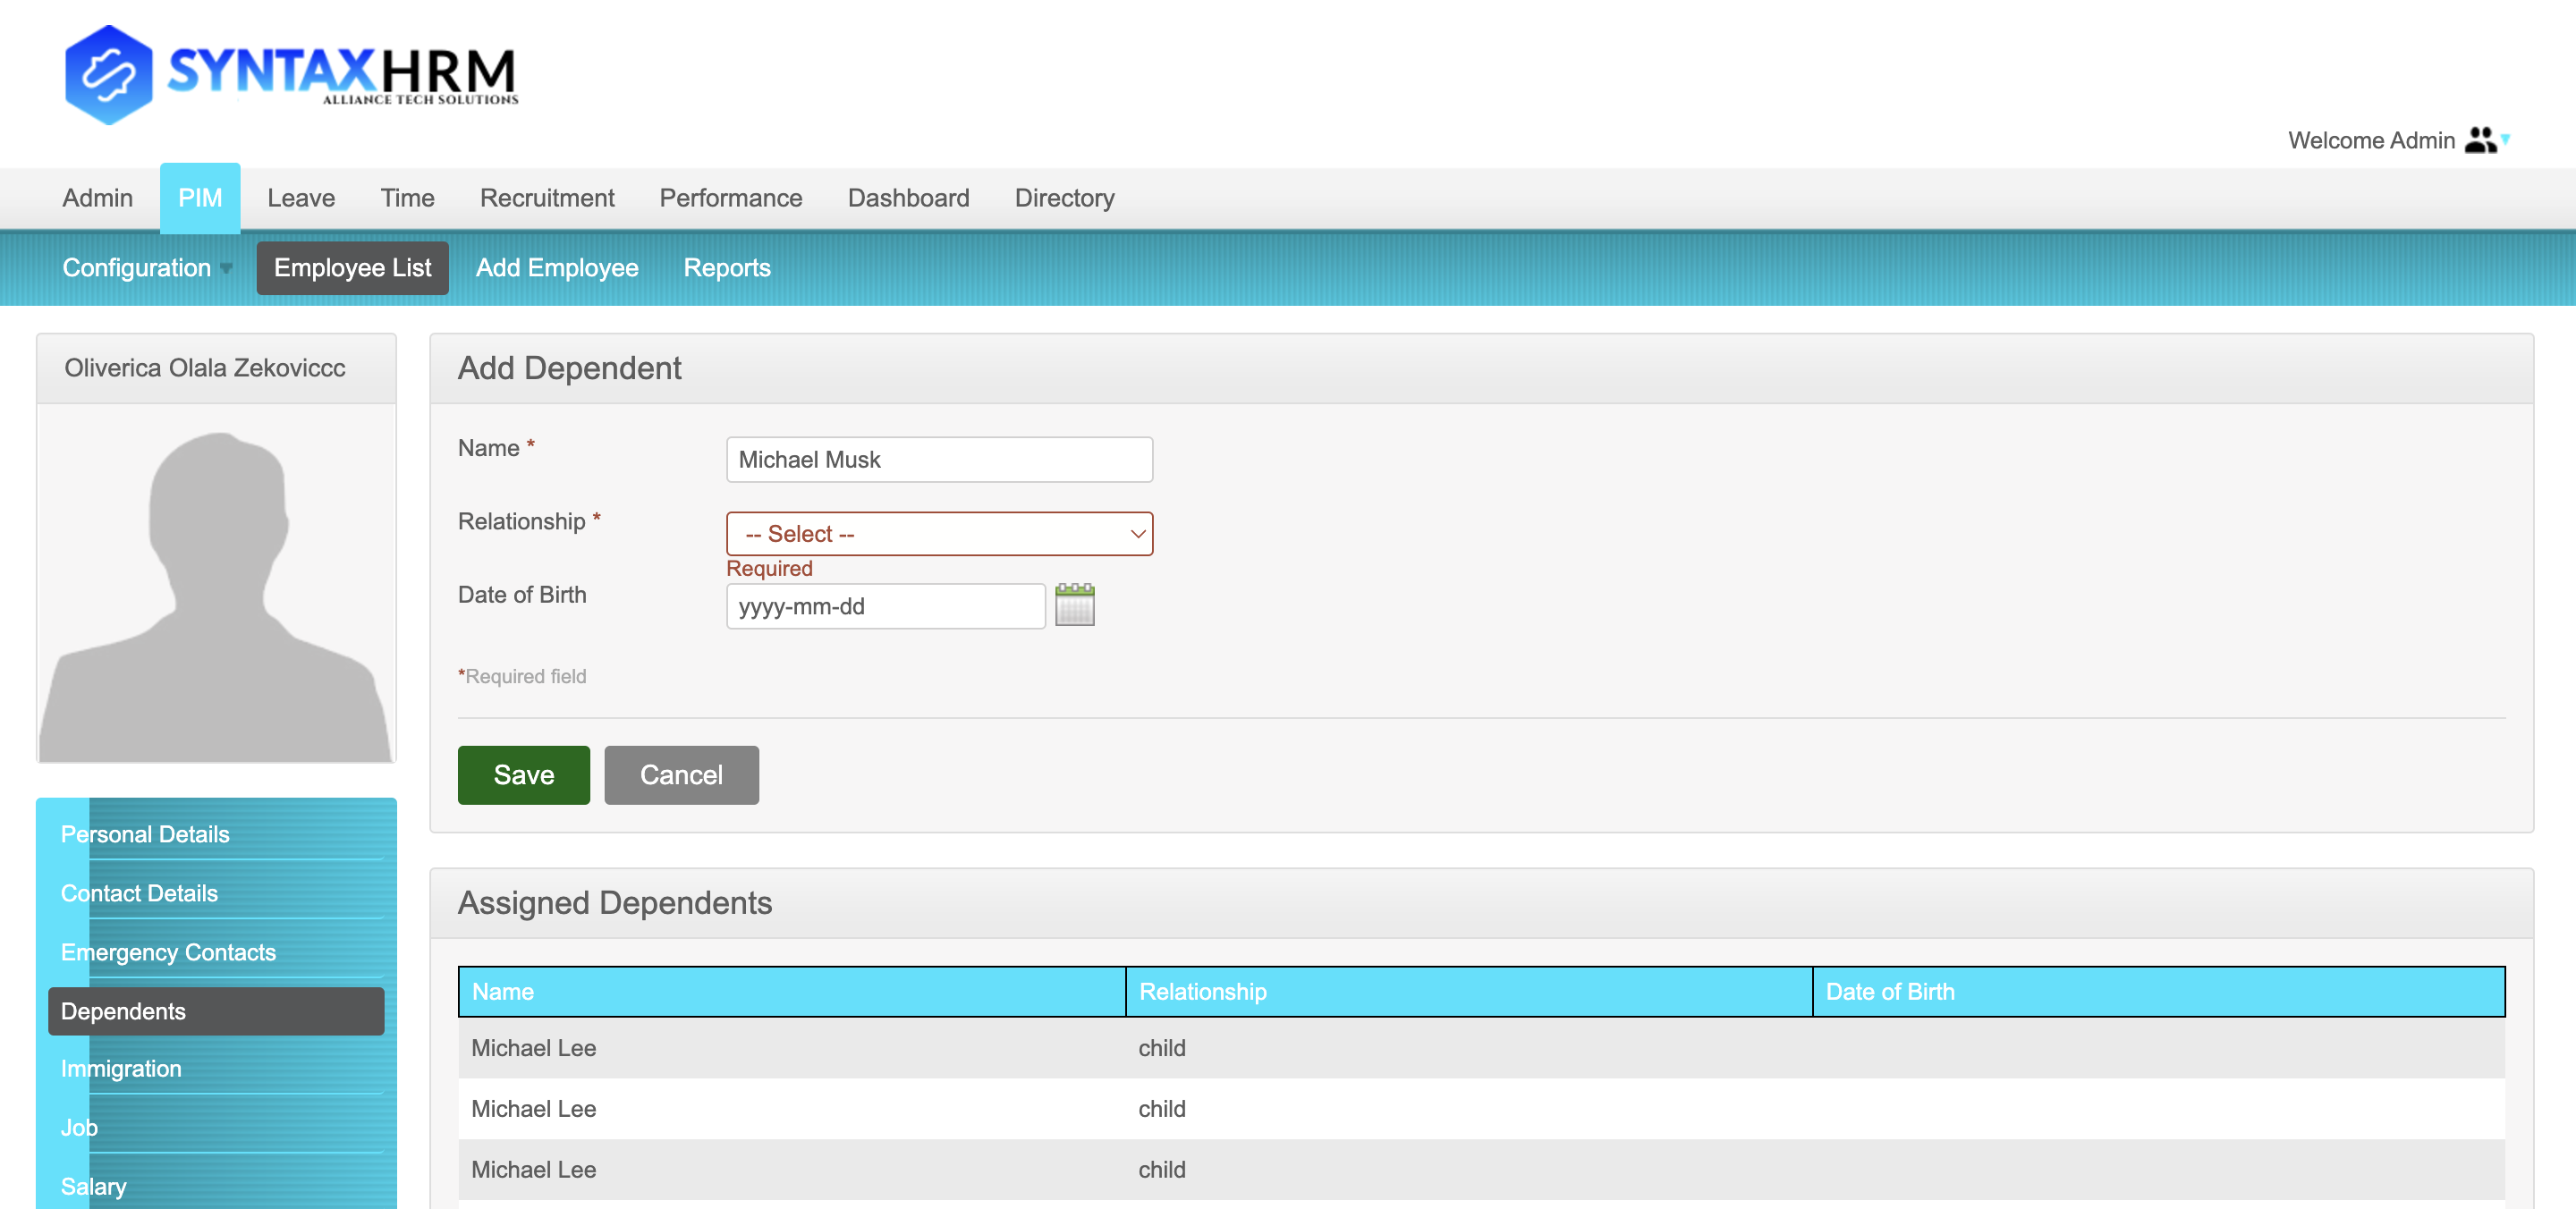 SYNTAXHRM
ALLIANCE TECH SOLUTIONS
Welcome Admin
Admin PIM Leave Time Recruitment Performance Dashboard Directory
Configuration Employee List Add Employee Reports
Oliverica Olala Zekoviccc
Add Dependent
Name * Michael Musk
Relationship * -- Select --
Required
Date of Birth yyyy-mm-dd
*Required field
Save Cancel
Personal Details
Contact Details
Emergency Contacts
Dependents
Immigration
Job
Salary
Assigned Dependents
Name Relationship Date of Birth
Michael Lee child
Michael Lee child
Michael Lee child